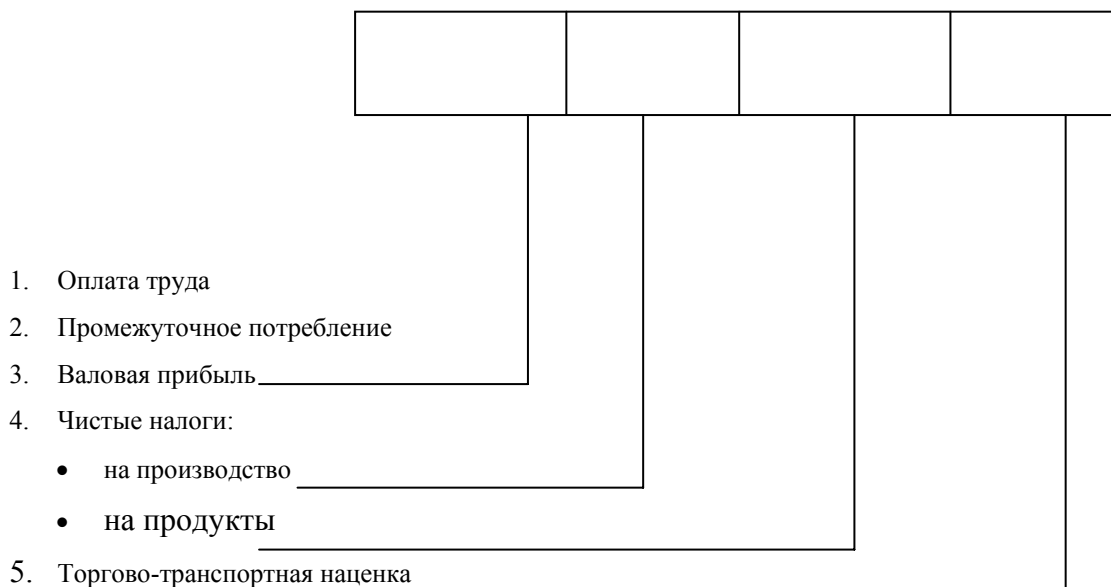 1. Оплата труда
2. Промежуточное потребление
3. Валовая прибыль
4. Чистые налоги:
• на производство
• на продукты
5. Торгово-транспортная наценка